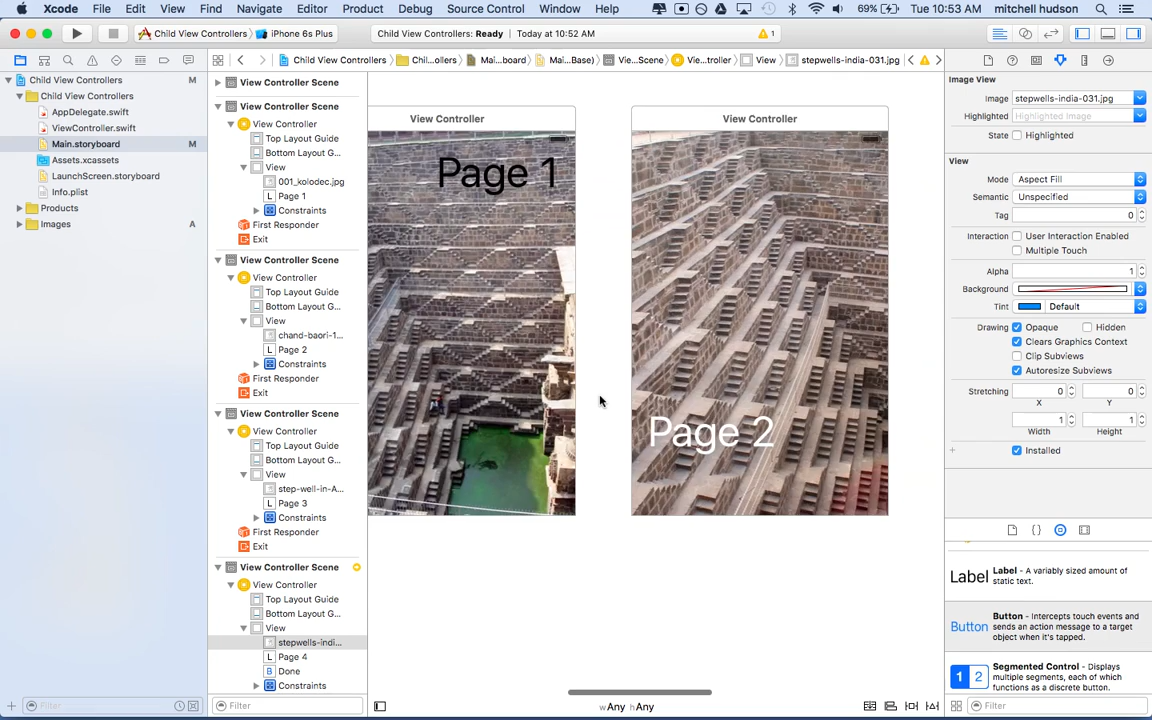 Xcode File Edit View Find Navigate Editor Product Debug Source Control Window Help 69% Tue 10:53 AM mitchell hudson
Child View Controllers iPhone 6s Plus Child View Controllers: Ready Today at 10:52 AM 1
Child View Controllers Chil...ollers Mai...board Mai...Base) Vie...Scene Vie...troller View stepwells-india-031.jpg
Child View Controllers M
Child View Controllers
AppDelegate.swift
ViewController.swift
Main.storyboard M
Assets.xcassets
LaunchScreen.storyboard
Info.plist
Products
Images A
Filter
View Controller Scene
View Controller Scene
View Controller
Top Layout Guide
Bottom Layout G...
View
001_kolodec.jpg
Page 1
Constraints
First Responder
Exit
View Controller Scene
View Controller
Top Layout Guide
Bottom Layout G...
View
chand-baori-1...
Page 2
Constraints
First Responder
Exit
View Controller Scene
View Controller
Top Layout Guide
Bottom Layout G...
View
step-well-in-A...
Page 3
Constraints
First Responder
Exit
View Controller Scene
View Controller
Top Layout Guide
Bottom Layout G...
View
stepwells-indi...
Page 4
Done
Constraints
Filter
View Controller
Page 1
View Controller
Page 2
wAny hAny
Image View
Image stepwells-india-031.jpg
Highlighted Highlighted Image
State Highlighted
View
Mode Aspect Fill
Semantic Unspecified
Tag 0
Interaction User Interaction Enabled
Multiple Touch
Alpha 1
Background
Tint Default
Drawing Opaque Hidden
Clears Graphics Context
Clip Subviews
Autoresize Subviews
Stretching 0 0
X Y
1 1
Width Height
Installed
Label Label - A variably sized amount of
static text.
Button Button - Intercepts touch events and
sends an action message to a target
object when it's tapped.
1 2 Segmented Control - Displays
multiple segments, each of which
functions as a discrete button.
Filter